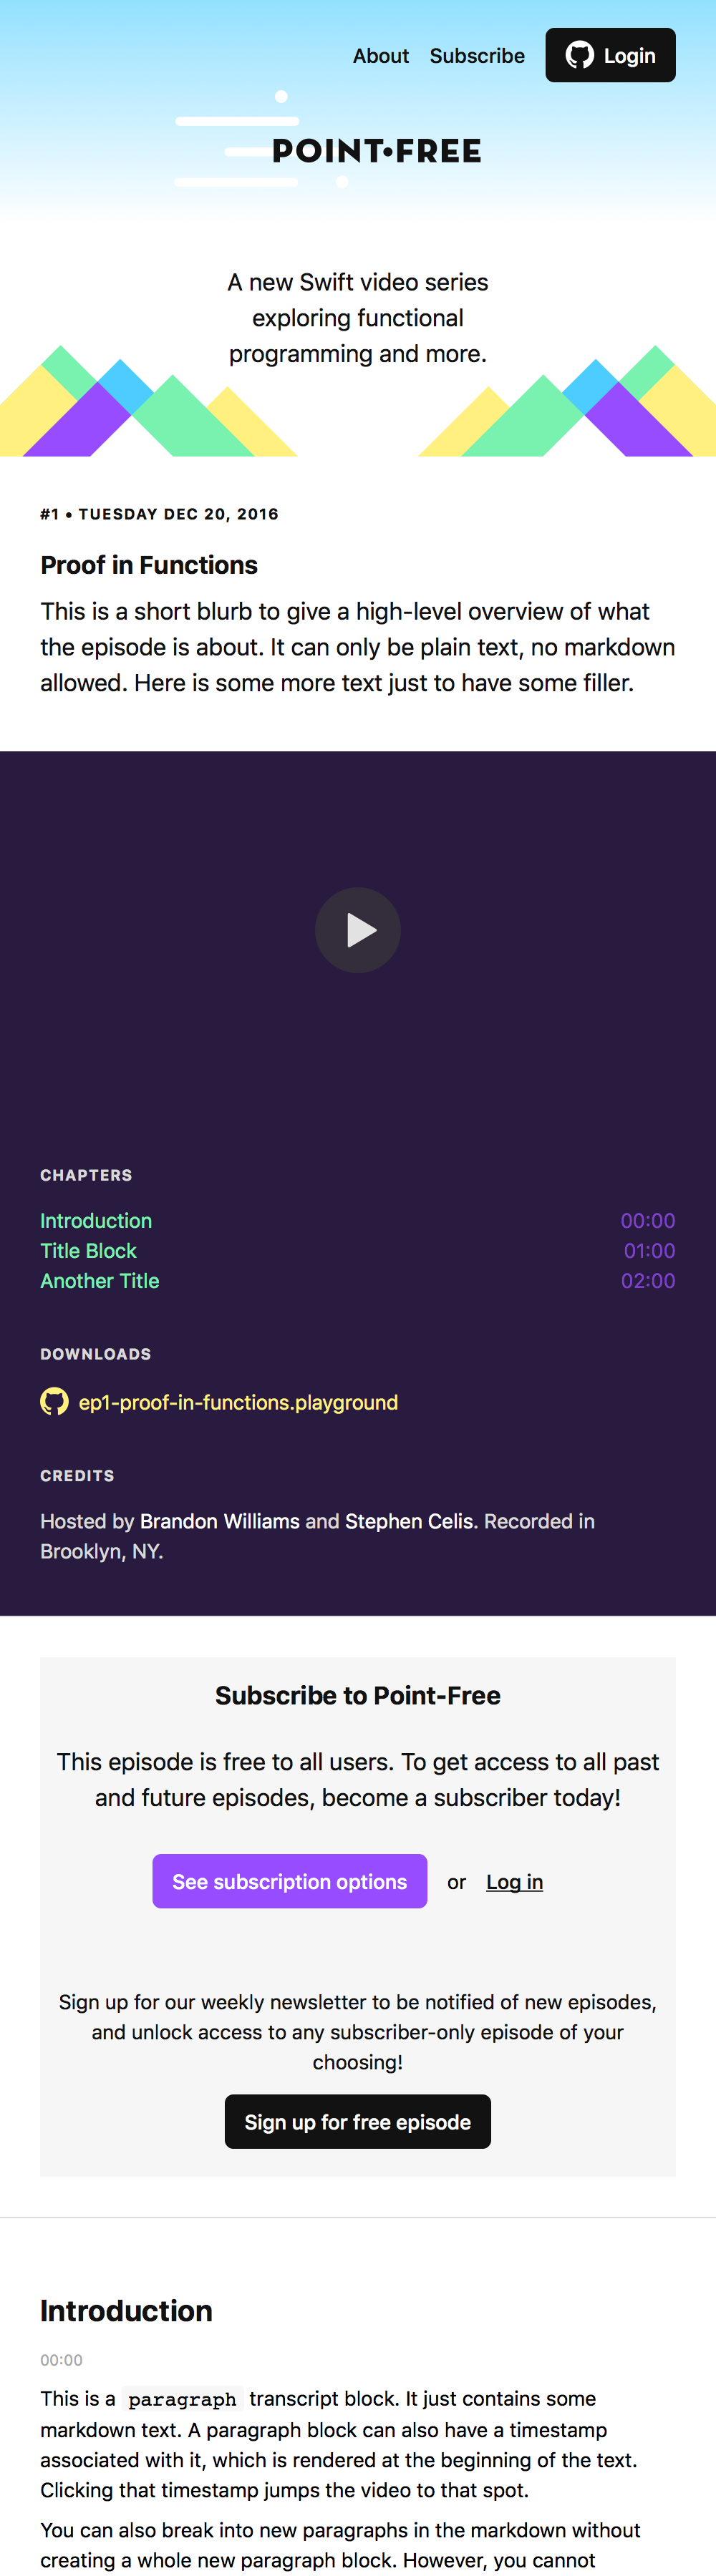 About Subscribe Login
POINT•FREE
A new Swift video series
exploring functional
programming and more.
#1 • TUESDAY DEC 20, 2016
Proof in Functions
This is a short blurb to give a high-level overview of what
the episode is about. It can only be plain text, no markdown
allowed. Here is some more text just to have some filler.
CHAPTERS
Introduction 00:00
Title Block 01:00
Another Title 02:00
DOWNLOADS
ep1-proof-in-functions.playground
CREDITS
Hosted by Brandon Williams and Stephen Celis. Recorded in
Brooklyn, NY.
Subscribe to Point-Free
This episode is free to all users. To get access to all past
and future episodes, become a subscriber today!
See subscription options or Log in
Sign up for our weekly newsletter to be notified of new episodes,
and unlock access to any subscriber-only episode of your
choosing!
Sign up for free episode
Introduction
00:00
This is a paragraph transcript block. It just contains some
markdown text. A paragraph block can also have a timestamp
associated with it, which is rendered at the beginning of the text.
Clicking that timestamp jumps the video to that spot.
You can also break into new paragraphs in the markdown without
creating a whole new paragraph block. However, you cannot